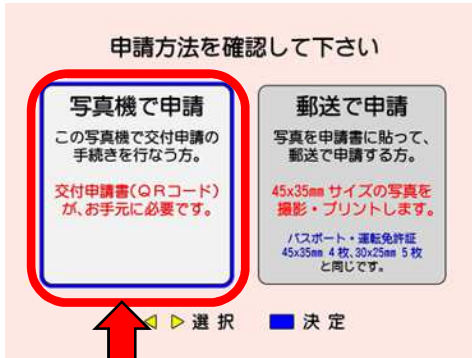 申請方法を確認して下さい
写真機で申請
この写真機で交付申請の
手続きを行なう方。
交付申請書(QRコード)
が、お手元に必要です。
郵送で申請
写真を申請書に貼って、
郵送で申請する方。
45x35mm サイズの写真を
撮影・プリントします。
パスポート・運転免許証
45x35mm 4枚、30x25mm 5枚
と同じです。
選択 決定